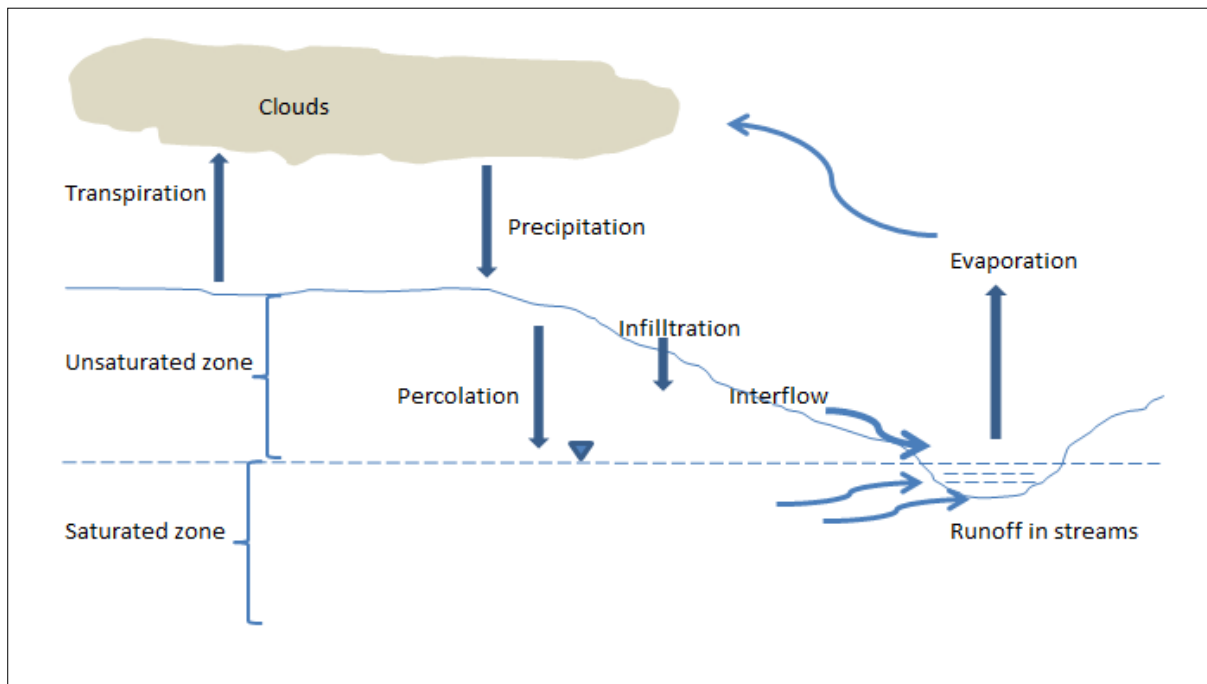 Clouds
Transpiration
Precipitation
Evaporation
Infilltration
Unsaturated zone
Percolation
Interflow
Saturated zone
Runoff in streams